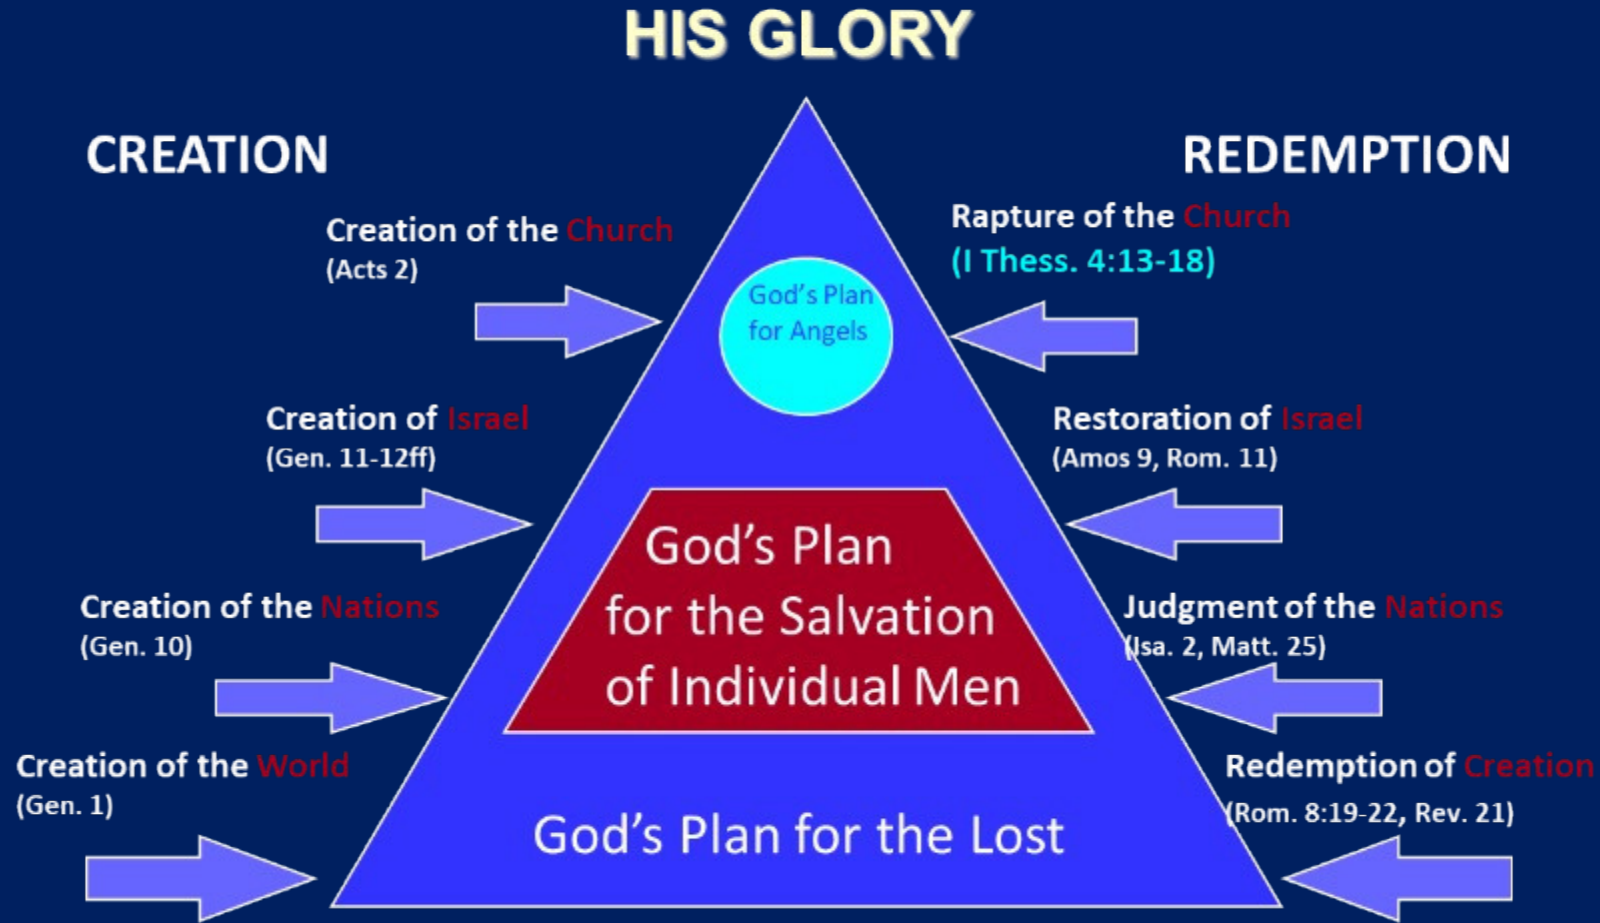 HIS GLORY
CREATION
REDEMPTION
Creation of the Church
(Acts 2)
Rapture of the Church
(I Thess. 4:13-18)
God's Plan
for Angels
Creation of Israel
(Gen. 11-12ff)
Restoration of Israel
(Amos 9, Rom. 11)
God's Plan
for the Salvation
of Individual Men
Creation of the Nations
(Gen. 10)
Judgment of the Nations
(Isa. 2, Matt. 25)
Creation of the World
(Gen. 1)
Redemption of Creation
(Rom. 8:19-22, Rev. 21)
God's Plan for the Lost